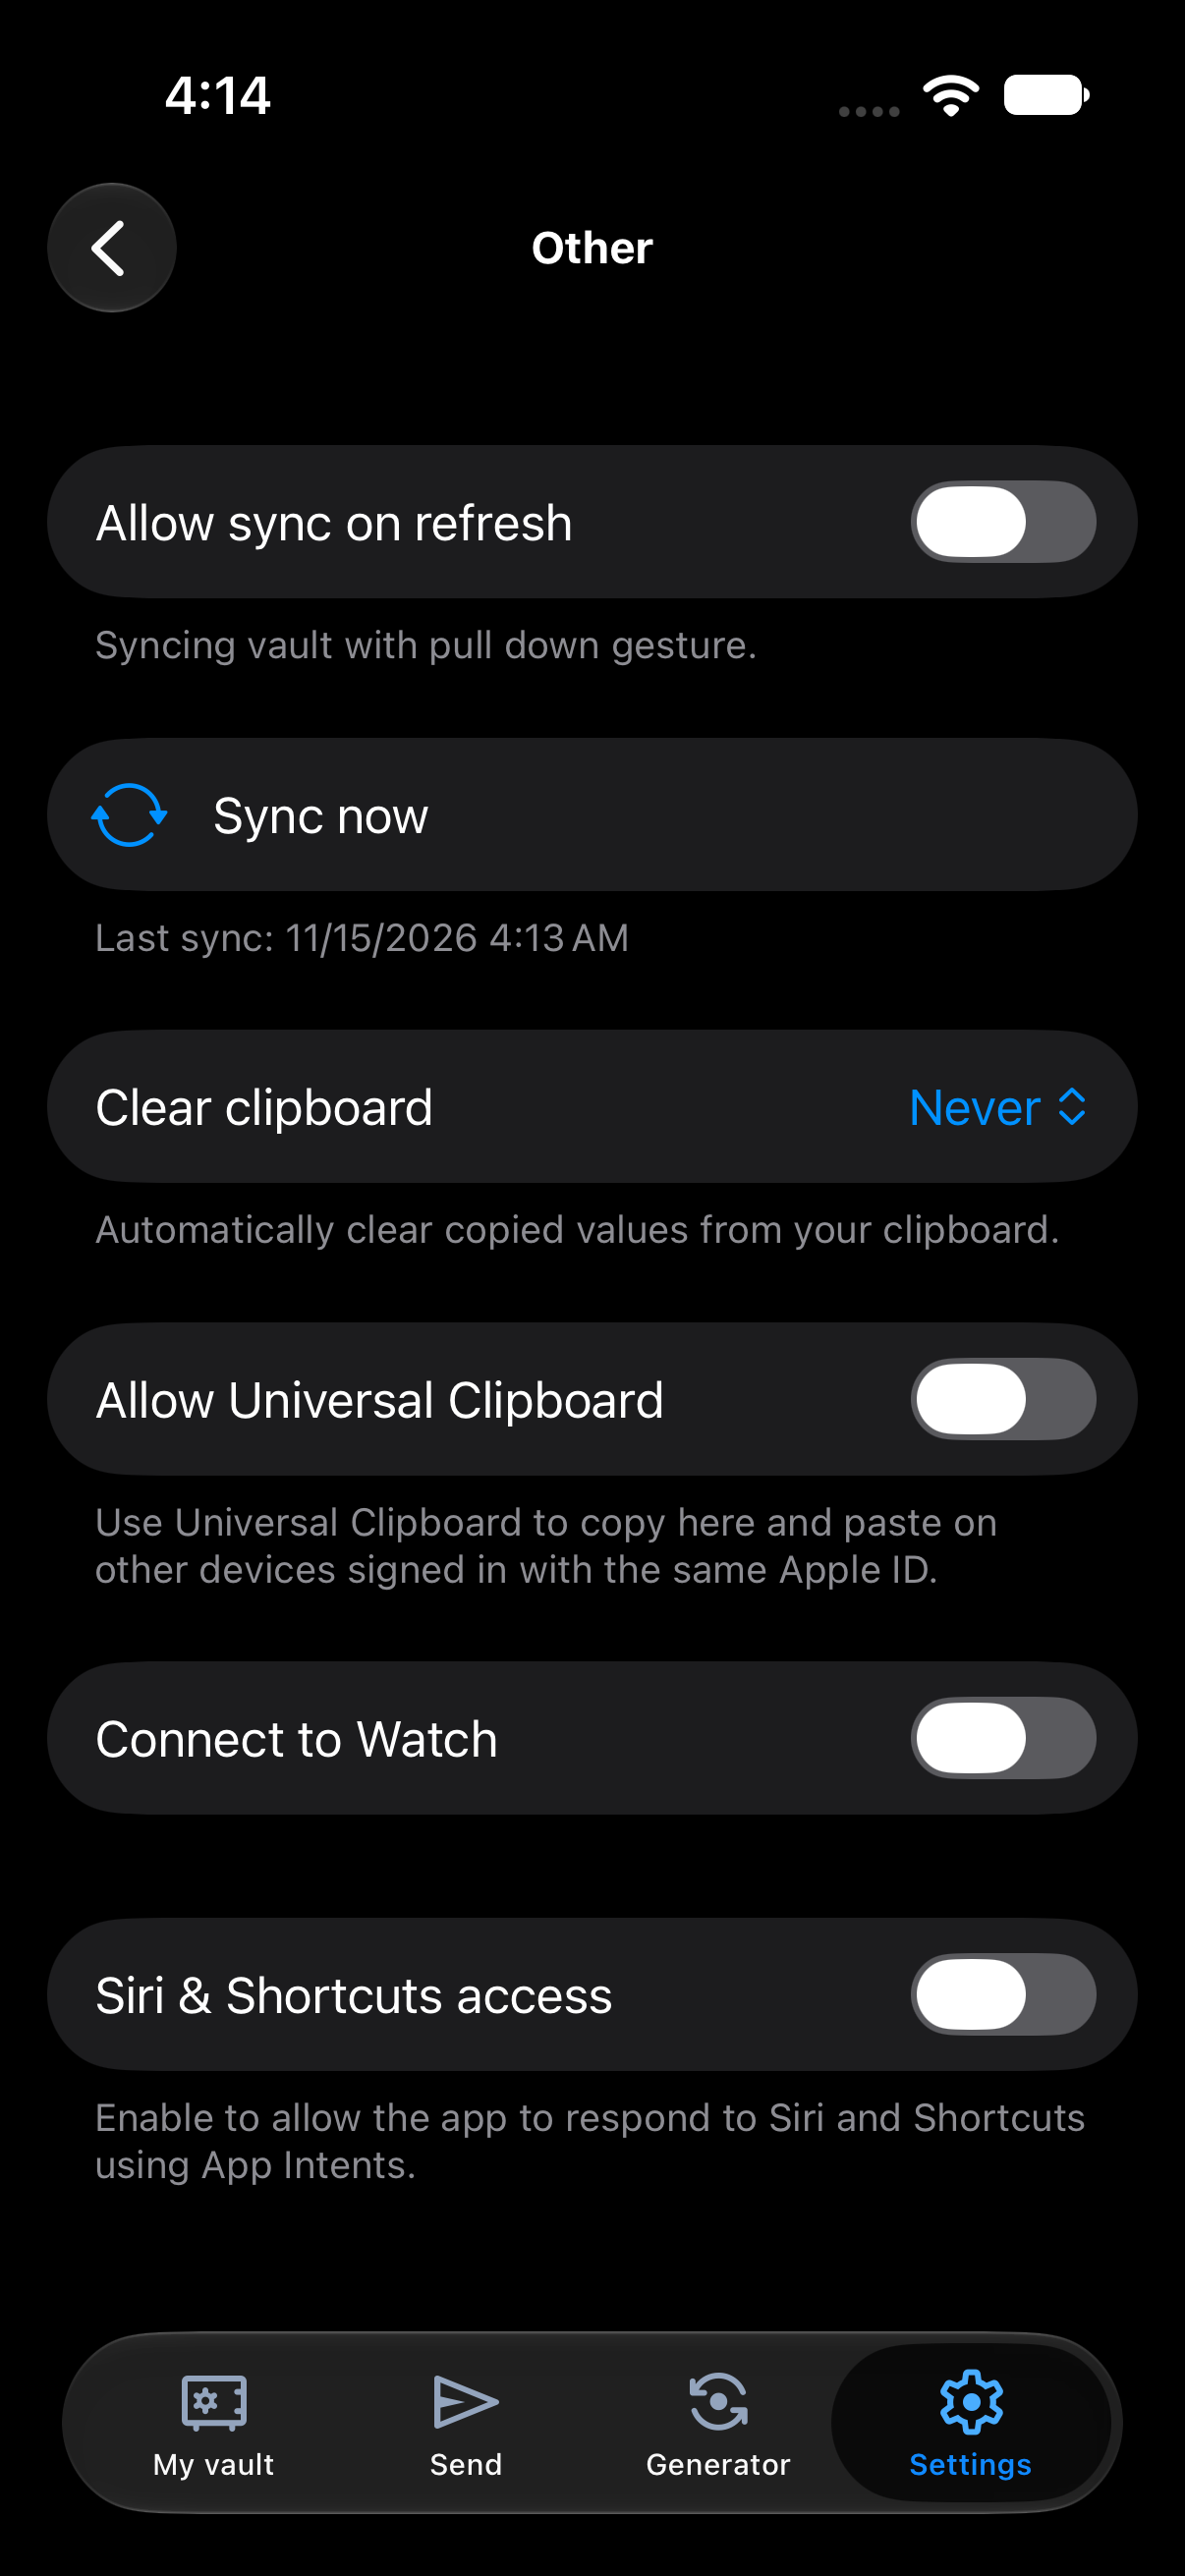 4:14
Other
Allow sync on refresh
Syncing vault with pull down gesture.
Sync now
Last sync: 11/15/2026 4:13 AM
Clear clipboard
Never
Automatically clear copied values from your clipboard.
Allow Universal Clipboard
Use Universal Clipboard to copy here and paste on
other devices signed in with the same Apple ID.
Connect to Watch
Siri & Shortcuts access
Enable to allow the app to respond to Siri and Shortcuts
using App Intents.
My vault
Send
Generator
Settings